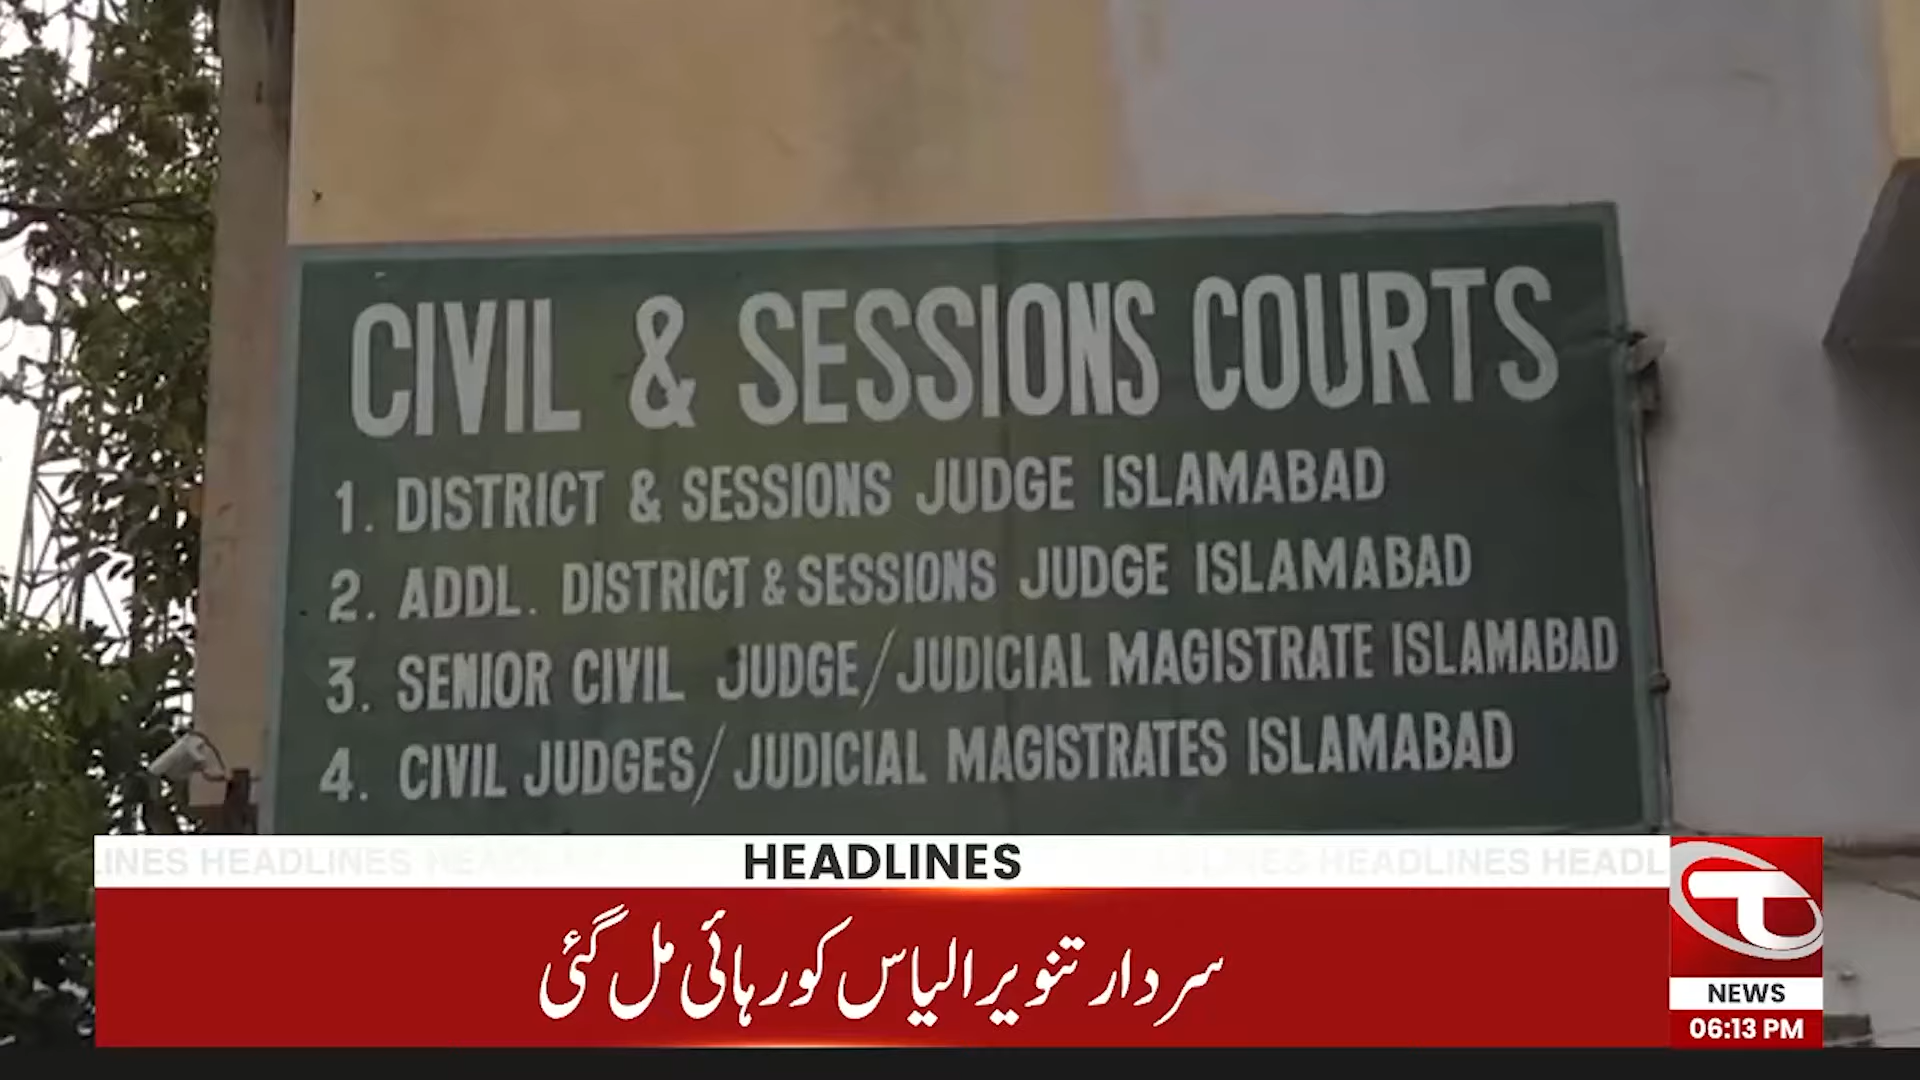 CIVIL & SESSIONS COURTS
1. DISTRICT & SESSIONS JUDGE ISLAMABAD
2. ADDL. DISTRICT & SESSIONS JUDGE ISLAMABAD
3. SENIOR CIVIL JUDGE/JUDICIAL MAGISTRATE ISLAMABAD
4. CIVIL JUDGES/JUDICIAL MAGISTRATES ISLAMABAD
HEADLINES
سردار تنویر الیاس کو رہائی مل گئی
NEWS
06:13 PM